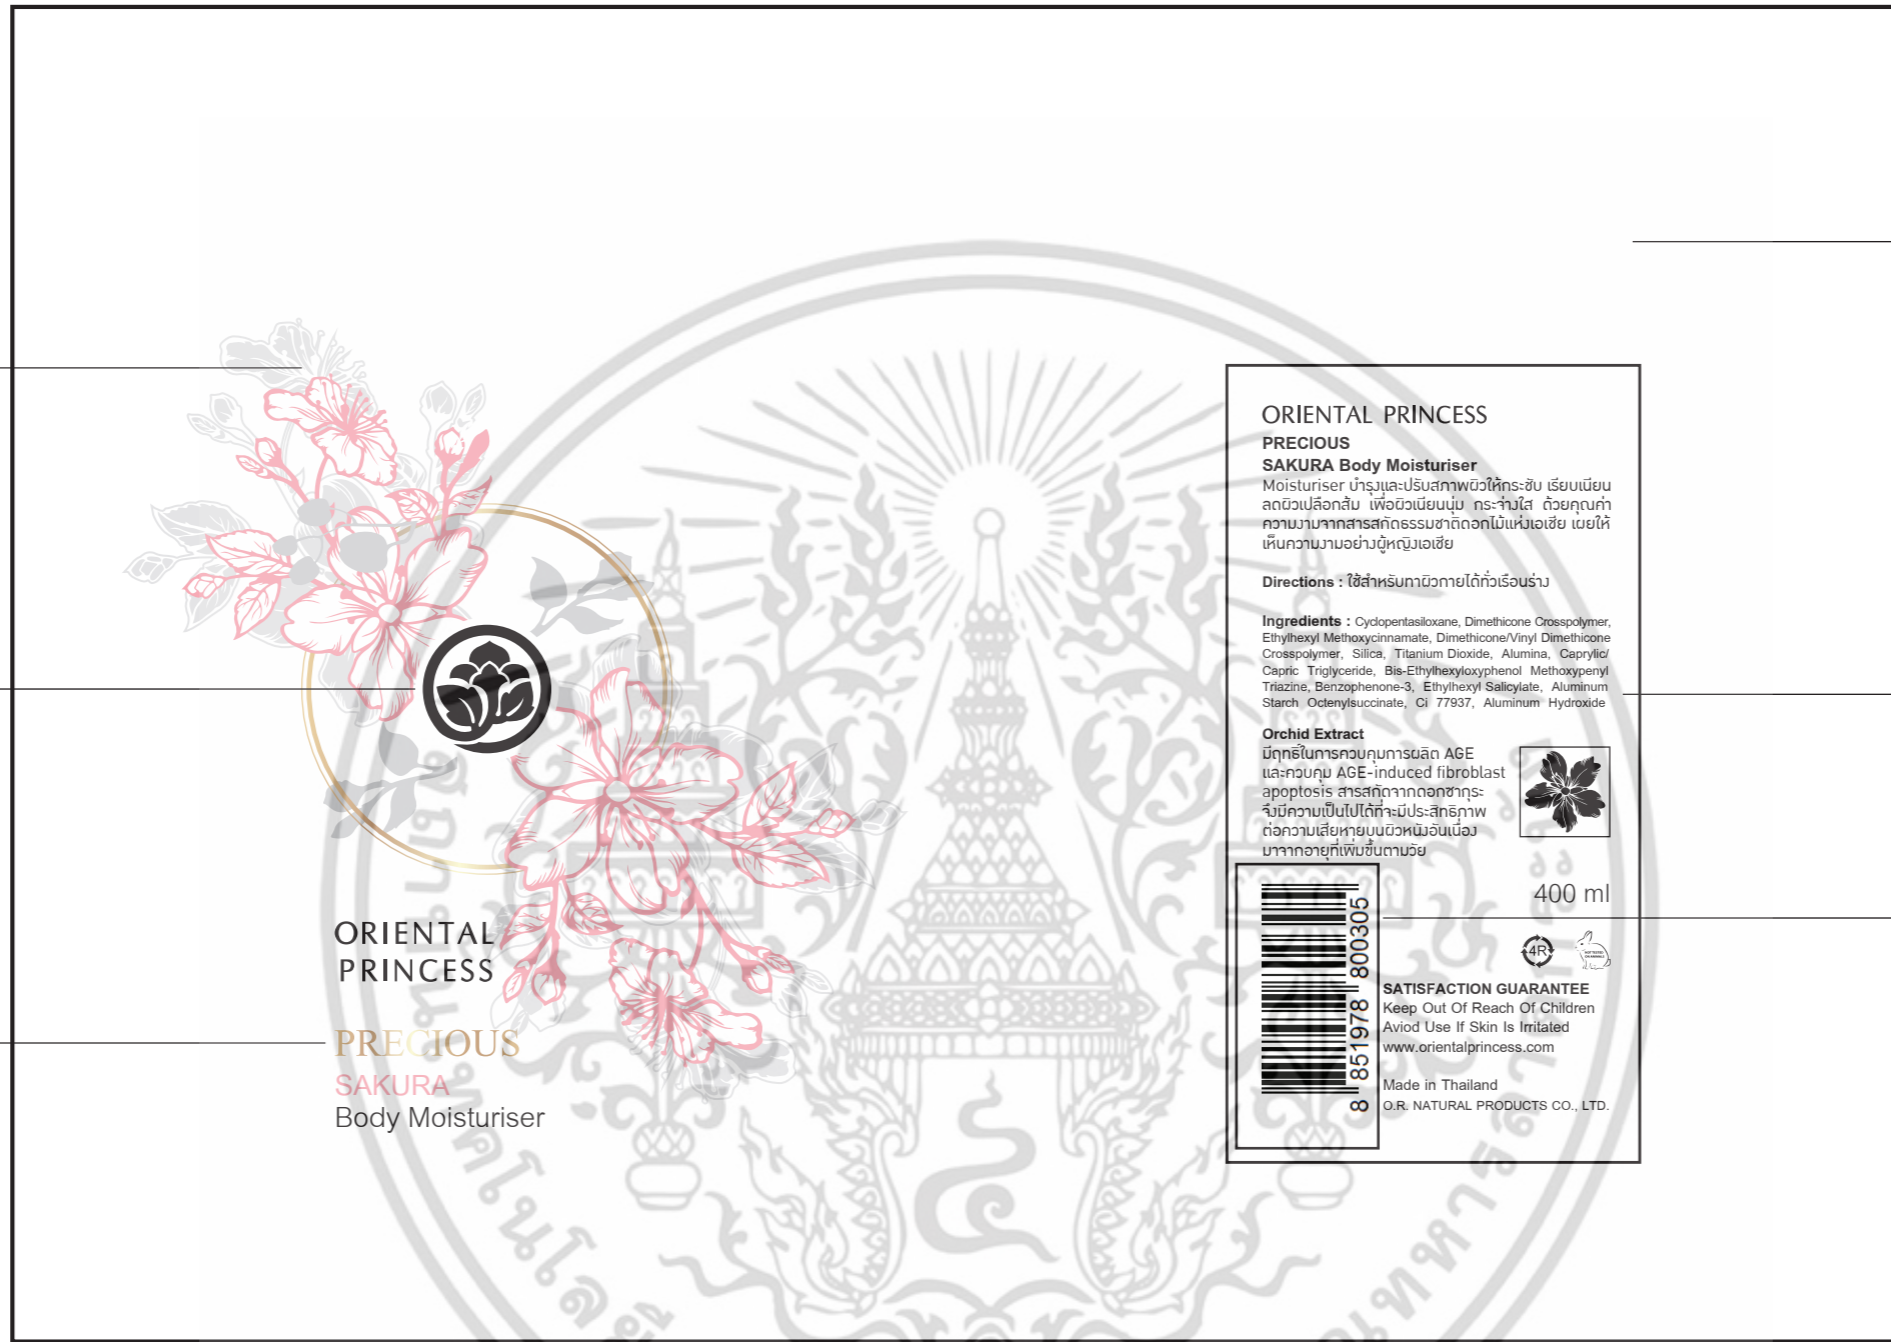 ORIENTAL
PRINCESS
PRECIOUS
SAKURA
Body Moisturiser
ORIENTAL PRINCESS
PRECIOUS
SAKURA Body Moisturiser
Moisturiser บำรุงและปรับสภาพผิวให้กระชับ เรียบเนียน
ลดผิวเปลือกส้ม เพื่อผิวเนียนนุ่ม กระจ่างใส ด้วยคุณค่า
ความงามจากสารสกัดธรรมชาติดอกไม้แห่งเอเชีย เผยให้
เห็นความงามอย่างผู้หญิงเอเชีย
Directions : ใช้สำหรับทาผิวกายได้ทั่วเรือนร่าง
Ingredients : Cyclopentasiloxane, Dimethicone Crosspolymer,
Ethylhexyl Methoxycinnamate, Dimethicone/Vinyl Dimethicone
Crosspolymer, Silica, Titanium Dioxide, Alumina, Caprylic/
Capric Triglyceride, Bis-Ethylhexyloxyphenol Methoxypenyl
Triazine, Benzophenone-3, Ethylhexyl Salicylate, Aluminum
Starch Octenylsuccinate, Ci 77937, Aluminum Hydroxide
Orchid Extract
มีฤทธิ์ในการควบคุมการผลิต AGE
และควบคุม AGE-induced fibroblast
apoptosis สารสกัดจากดอกซากุระ
จึงมีความเป็นไปได้ที่จะมีประสิทธิภาพ
ต่อความเสียหายบนผิวหนังอันเนื่อง
มาจากอายุที่เพิ่มขึ้นตามวัย
400 ml
4R
8 851978 800305
SATISFACTION GUARANTEE
Keep Out Of Reach Of Children
Aviod Use If Skin Is Irritated
www.orientalprincess.com
Made in Thailand
O.R. NATURAL PRODUCTS CO., LTD.